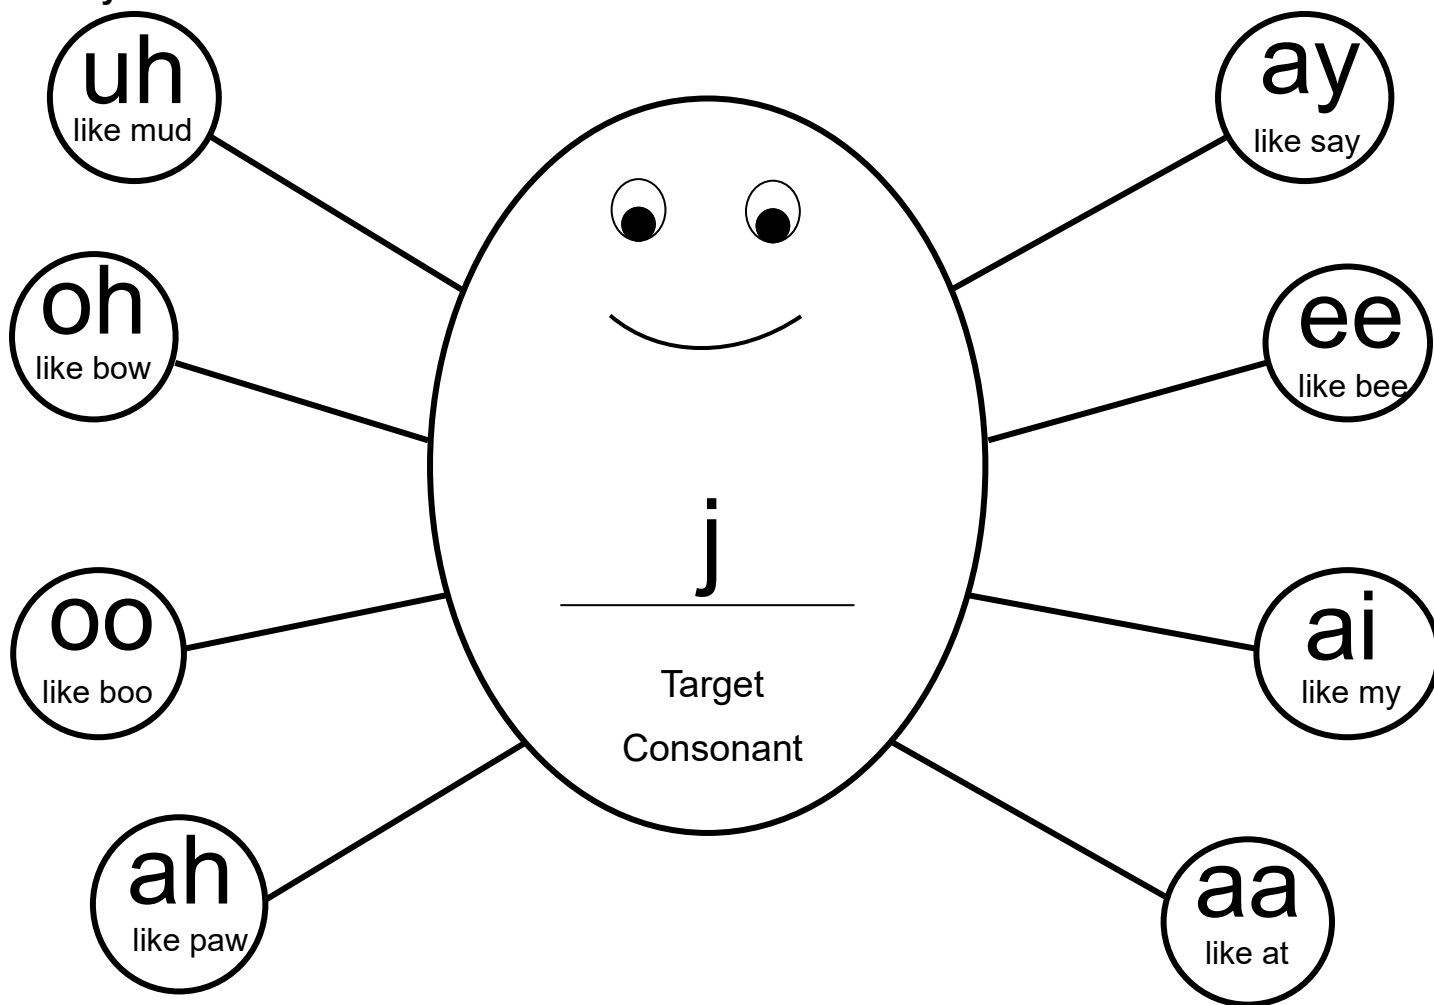 uh
like mud
ay
like say
oh
like bow
ee
like bee
j
oo
like boo
ai
like my
Target
Consonant
ah
like paw
aa
like at